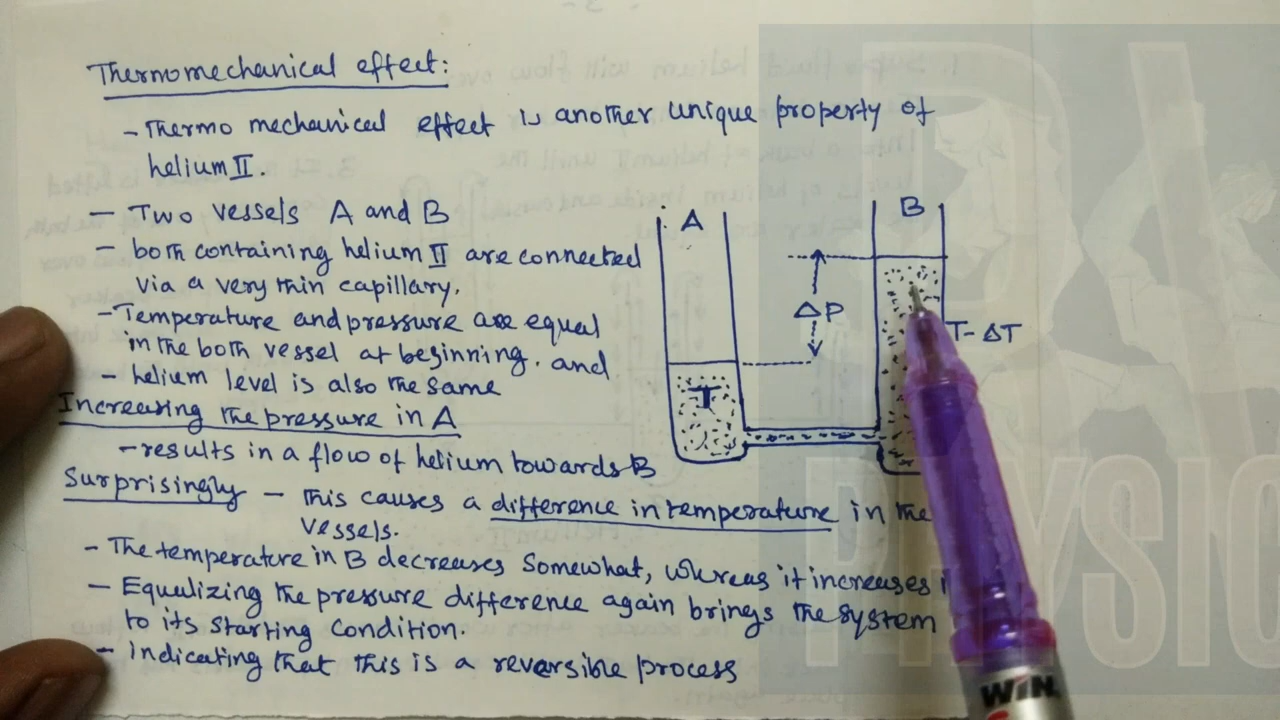 Thermomechanical effect:
- Thermo mechanical effect is another unique property of
helium II.
- Two vessels A and B
- both containing helium II are connected
via a very thin capillary.
- Temperature and pressure are equal
in the both vessel at beginning. and
- helium level is also the same
Increasing the pressure in A
- results in a flow of helium towards B
Surprisingly - this causes a difference in temperature in the
vessels.
- The temperature in B decreases somewhat, whereas it increases
- Equalizing the pressure difference again brings the system
to its starting condition.
- indicating that this is a reversible process
A
B
ΔP
T
T-ΔT
PHYSIC
WIN